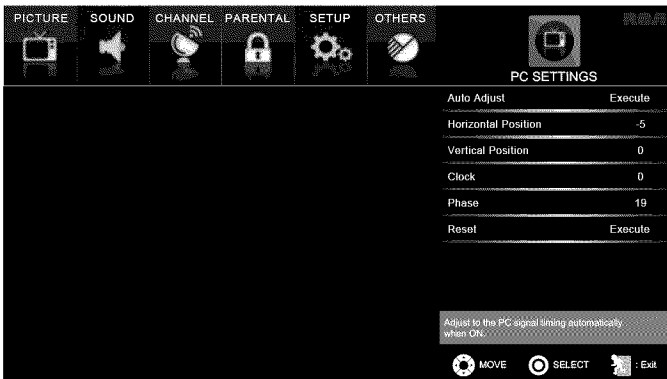 PICTURE SOUND CHANNEL PARENTAL SETUP OTHERS
RCA
PC SETTINGS
Auto Adjust Execute
Horizontal Position -5
Vertical Position 0
Clock 0
Phase 19
Reset Execute
Adjust to the PC signal timing automatically
when ON.
MOVE SELECT : Exit